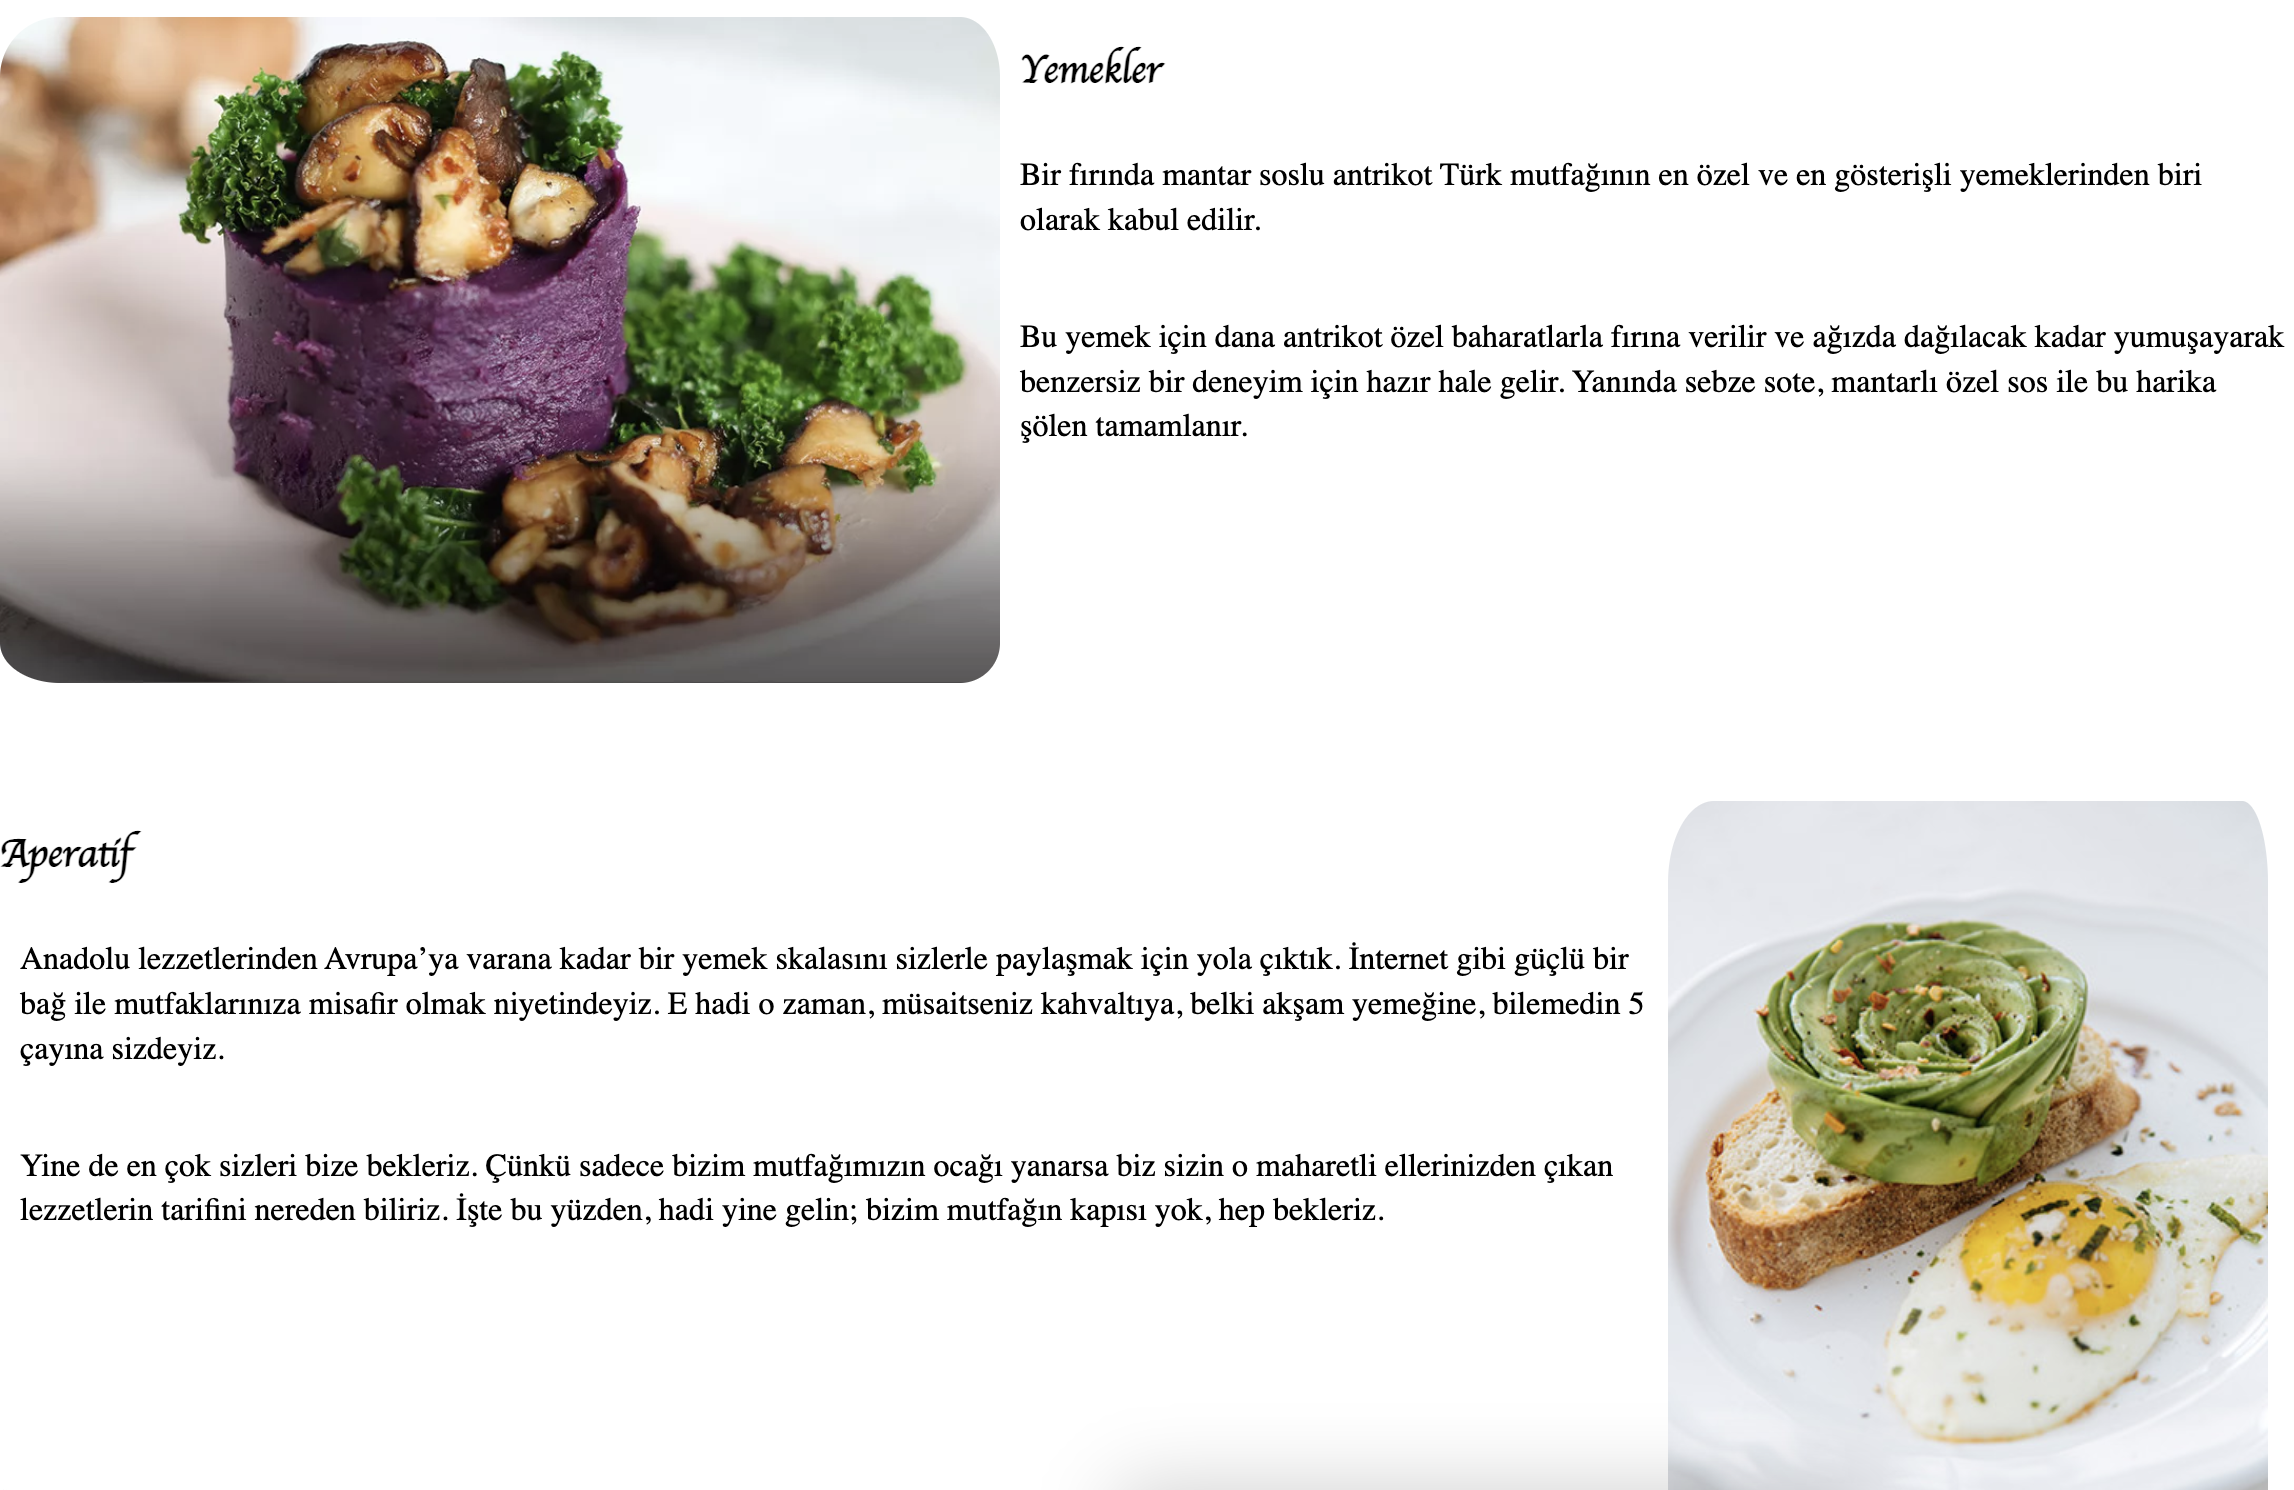 Yemekler
Bir fırında mantar soslu antrikot Türk mutfağının en özel ve en gösterişli yemeklerinden biri
olarak kabul edilir.
Bu yemek için dana antrikot özel baharatlarla fırına verilir ve ağızda dağılacak kadar yumuşayarak
benzersiz bir deneyim için hazır hale gelir. Yanında sebze sote, mantarlı özel sos ile bu harika
şölen tamamlanır.
Aperatif
Anadolu lezzetlerinden Avrupa’ya varana kadar bir yemek skalasını sizlerle paylaşmak için yola çıktık. İnternet gibi güçlü bir
bağ ile mutfaklarınıza misafir olmak niyetindeyiz. E hadi o zaman, müsaitseniz kahvaltıya, belki akşam yemeğine, bilemedin 5
çayına sizdeyiz.
Yine de en çok sizleri bize bekleriz. Çünkü sadece bizim mutfağımızın ocağı yanarsa biz sizin o maharetli ellerinizden çıkan
lezzetlerin tarifini nereden biliriz. İşte bu yüzden, hadi yine gelin; bizim mutfağın kapısı yok, hep bekleriz.